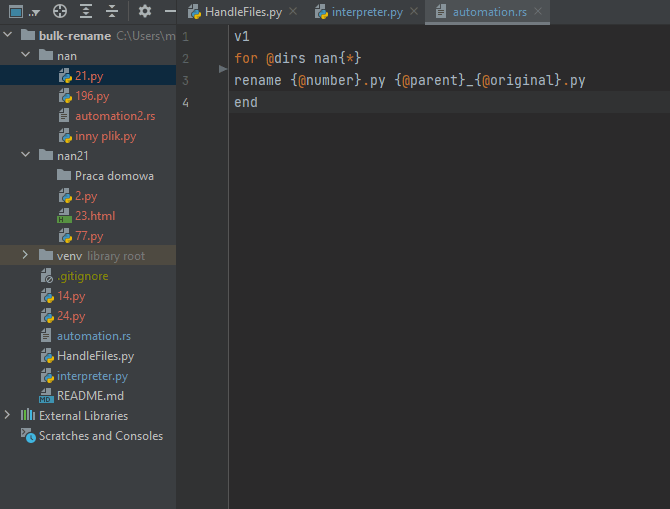 HandleFiles.py
interpreter.py
automation.rs
bulk-rename C:\Users\m
nan
21.py
196.py
automation2.rs
inny plik.py
nan21
Praca domowa
2.py
23.html
77.py
venv library root
.gitignore
14.py
24.py
automation.rs
HandleFiles.py
interpreter.py
README.md
External Libraries
Scratches and Consoles
1 v1
2 for @dirs nan{*}
3 rename {@number}.py {@parent}_{@original}.py
4 end